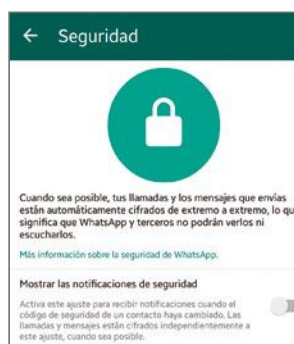 Seguridad
Cuando sea posible, tus llamadas y los mensajes que envías
están automáticamente cifrados de extremo a extremo, lo qu
significa que WhatsApp y terceros no podrán verlos ni
escucharlos.
Más información sobre la seguridad de WhatsApp.
Mostrar las notificaciones de seguridad
Activa este ajuste para recibir notificaciones cuando el
código de seguridad de un contacto haya cambiado. Las
llamadas y mensajes están cifrados independientemente a
este ajuste, cuando sea posible.